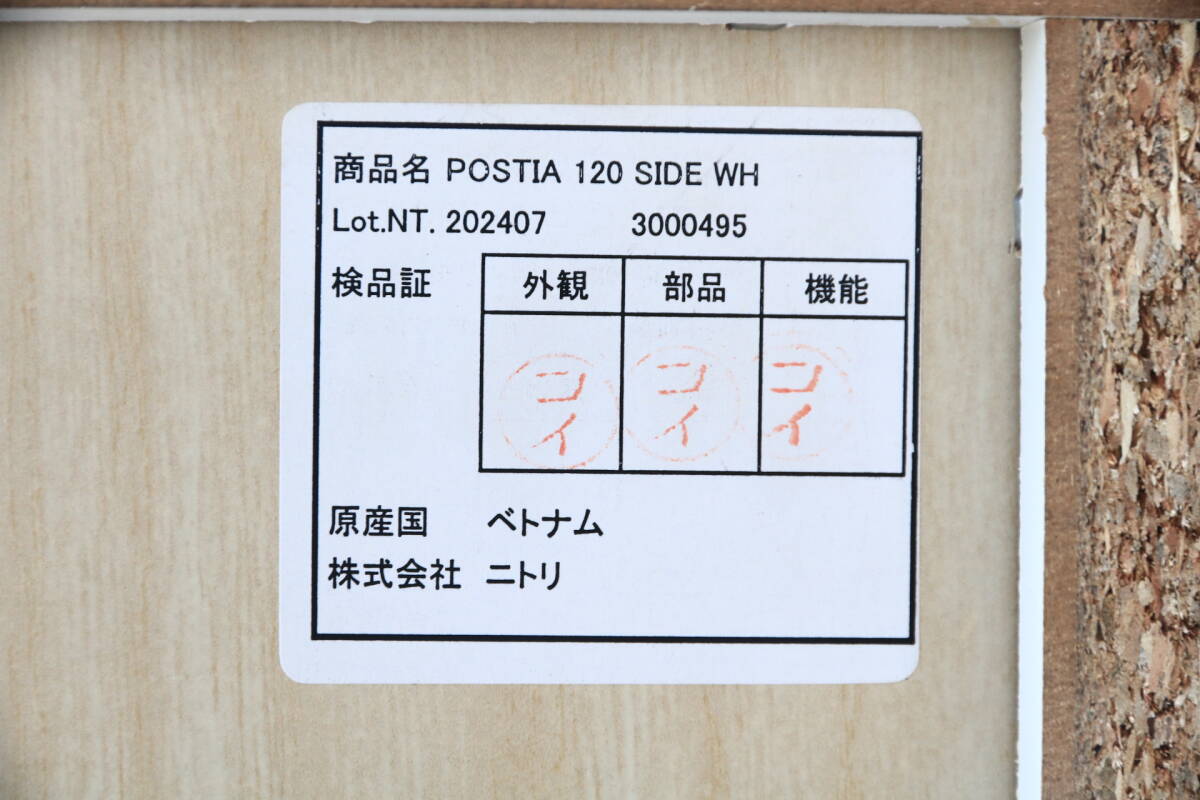 商品名 POSTIA 120 SIDE WH
Lot.NT. 202407 3000495
検品証 外観 部品 機能
コイ コイ コイ
原産国 ベトナム
株式会社 ニトリ